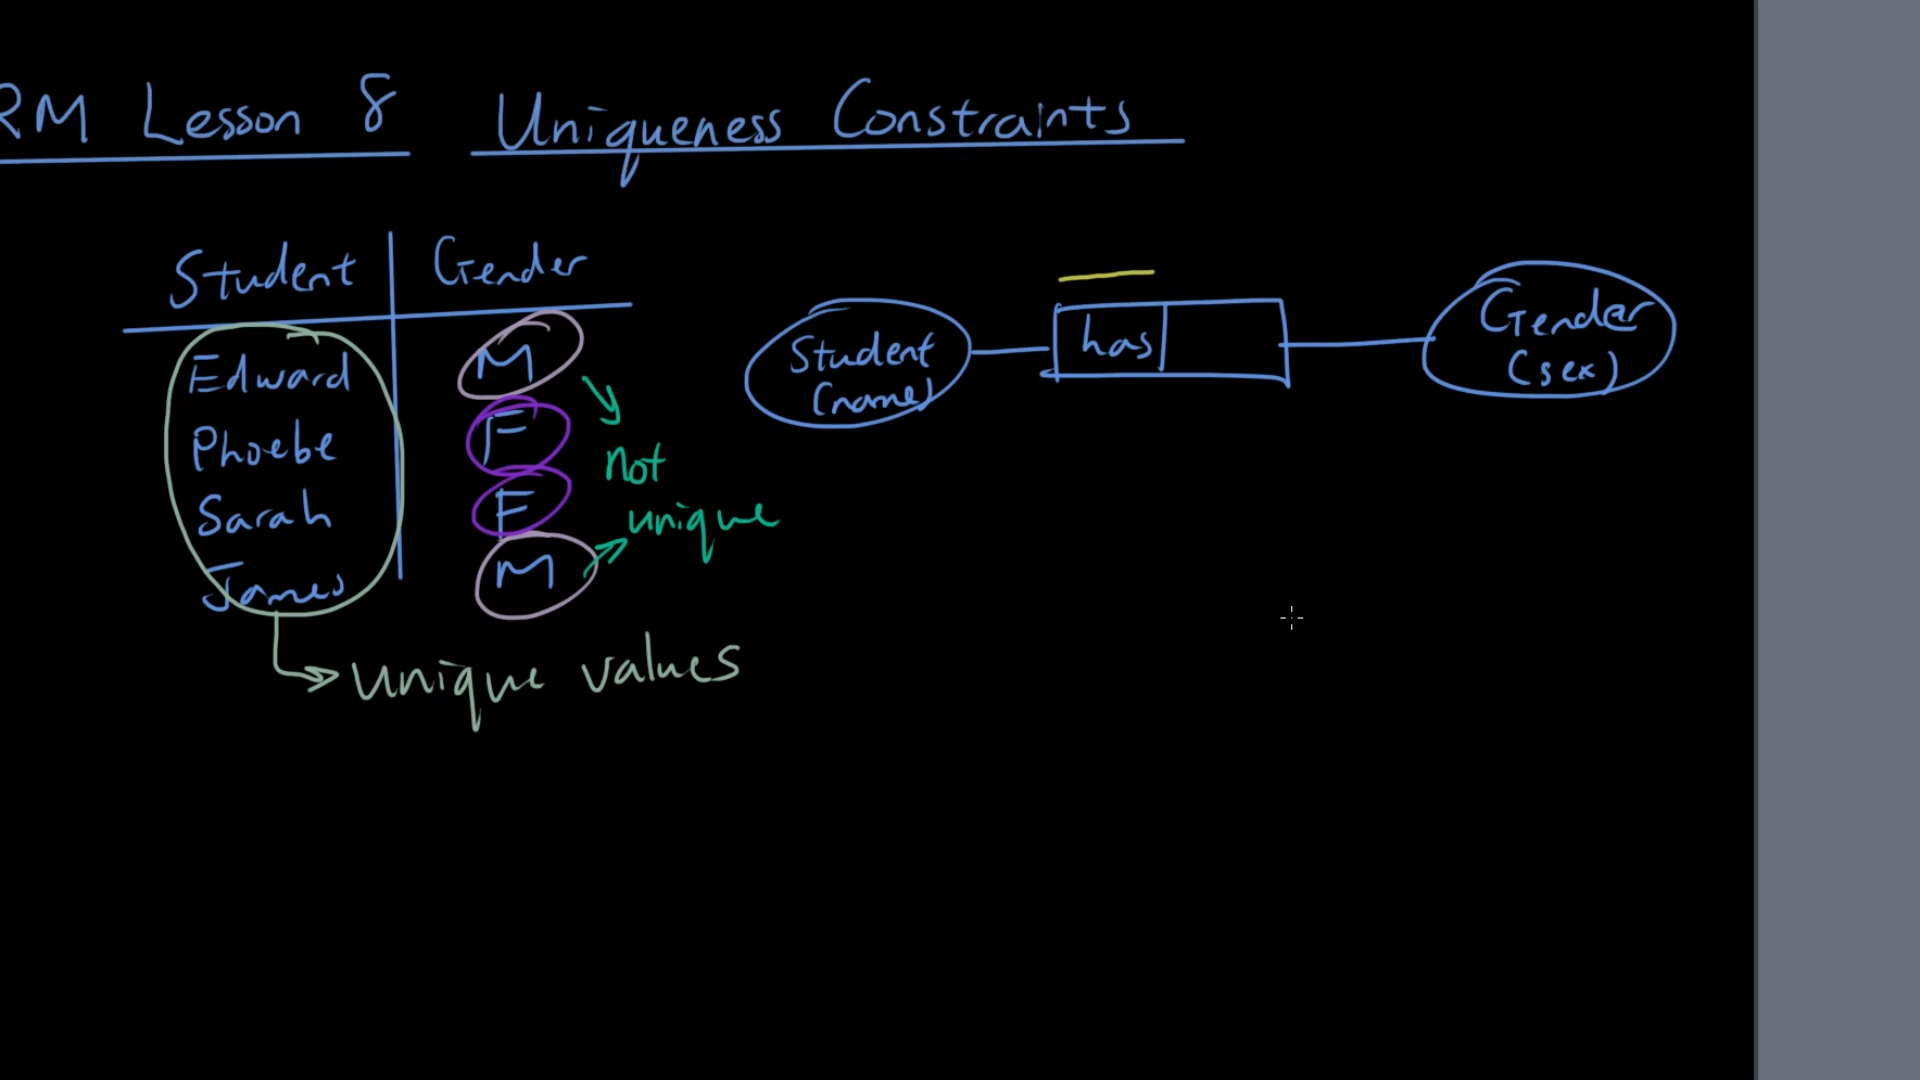 RM Lesson 8 Uniqueness Constraints
Student Gender
Edward M
Phoebe F
Sarah F
James M
not
unique
unique values
Student
(name)
has
Gender
(sex)